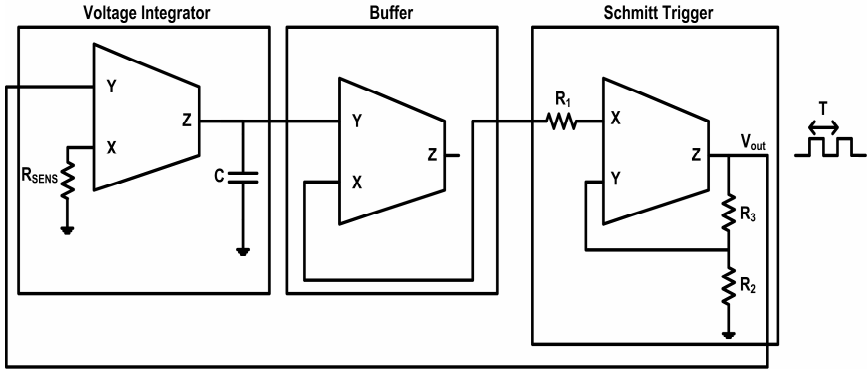 Voltage Integrator
Buffer
Schmitt Trigger
Y
X
Z
R_SENS
C
Y
X
Z
R1
X
Y
Z
Vout
R3
R2
T